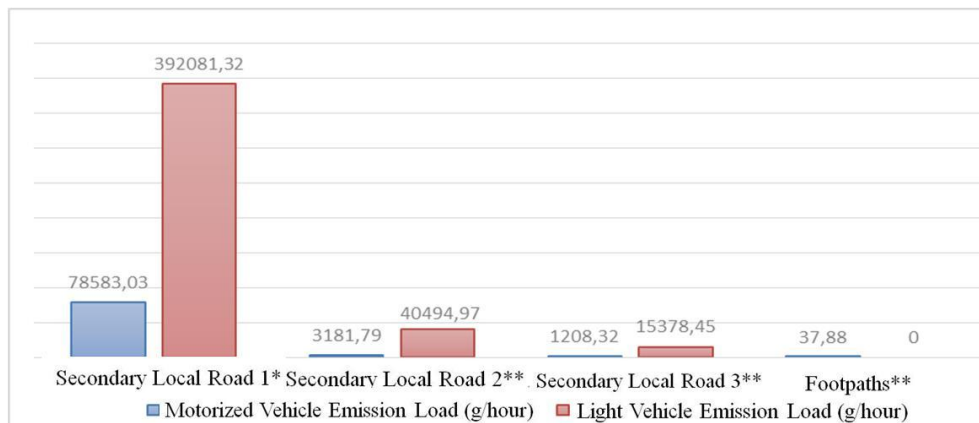 392081,32
78583,03
3181,79
40494,97
1208,32
15378,45
37,88
0
Secondary Local Road 1*
Secondary Local Road 2**
Secondary Local Road 3**
Footpaths**
Motorized Vehicle Emission Load (g/hour)
Light Vehicle Emission Load (g/hour)